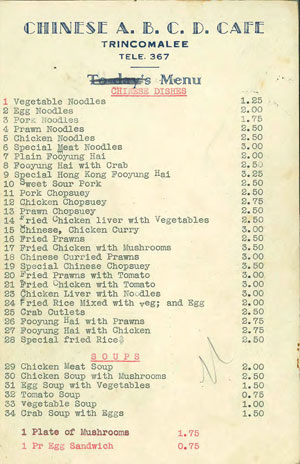 CHINESE A. B. C. D. CAFE
TRINCOMALEE
TELE. 367
Today's Menu
CHINESE DISHES
1 Vegetable Noodles 1.25
2 Egg Noodles 2.00
3 Pork Noodles 1.75
4 Prawn Noodles 2.50
5 Chicken Noodles 2.50
6 Special Meat Noodles 3.00
7 Plain Fooyung Hai 2.00
8 Fooyung Hai with Crab 2.50
9 Special Hong Kong Fooyung Hai 3.25
10 Sweet Sour Pork 2.50
11 Pork Chopsuey 2.50
12 Chicken Chopsuey 2.75
13 Prawn Chopsuey 2.50
14 Fried Chicken liver with Vegetables 2.50
15 Chinese, Chicken Curry 3.00
16 Fried Prawns 2.50
17 Fried Chicken with Mushrooms 3.50
18 Chinese Curried Prawns 3.00
19 Special Chinese Chopsuey 3.50
20 Fried Prawns with Tomato 3.00
21 Fried Chicken with Tomato 3.00
23 Chicken Liver with Noodles 3.00
24 Fried Rice Mixed with veg; and Egg 2.00
25 Crab Cutlets 2.50
26 Fooyung Hai with Prawns 2.75
27 Fooyung Hai with Chicken 2.75
28 Special fried Rice 2.50
SOUPS
29 Chicken Meat Soup 2.00
30 Chicken Soup with Mushrooms 2.50
31 Egg Soup with Vegetables 1.50
32 Tomato Soup 0.75
33 Vegetable Soup 1.00
34 Crab Soup with Eggs 1.50
1 Plate of Mushrooms 1.75
1 Pr Egg Sandwich 0.75